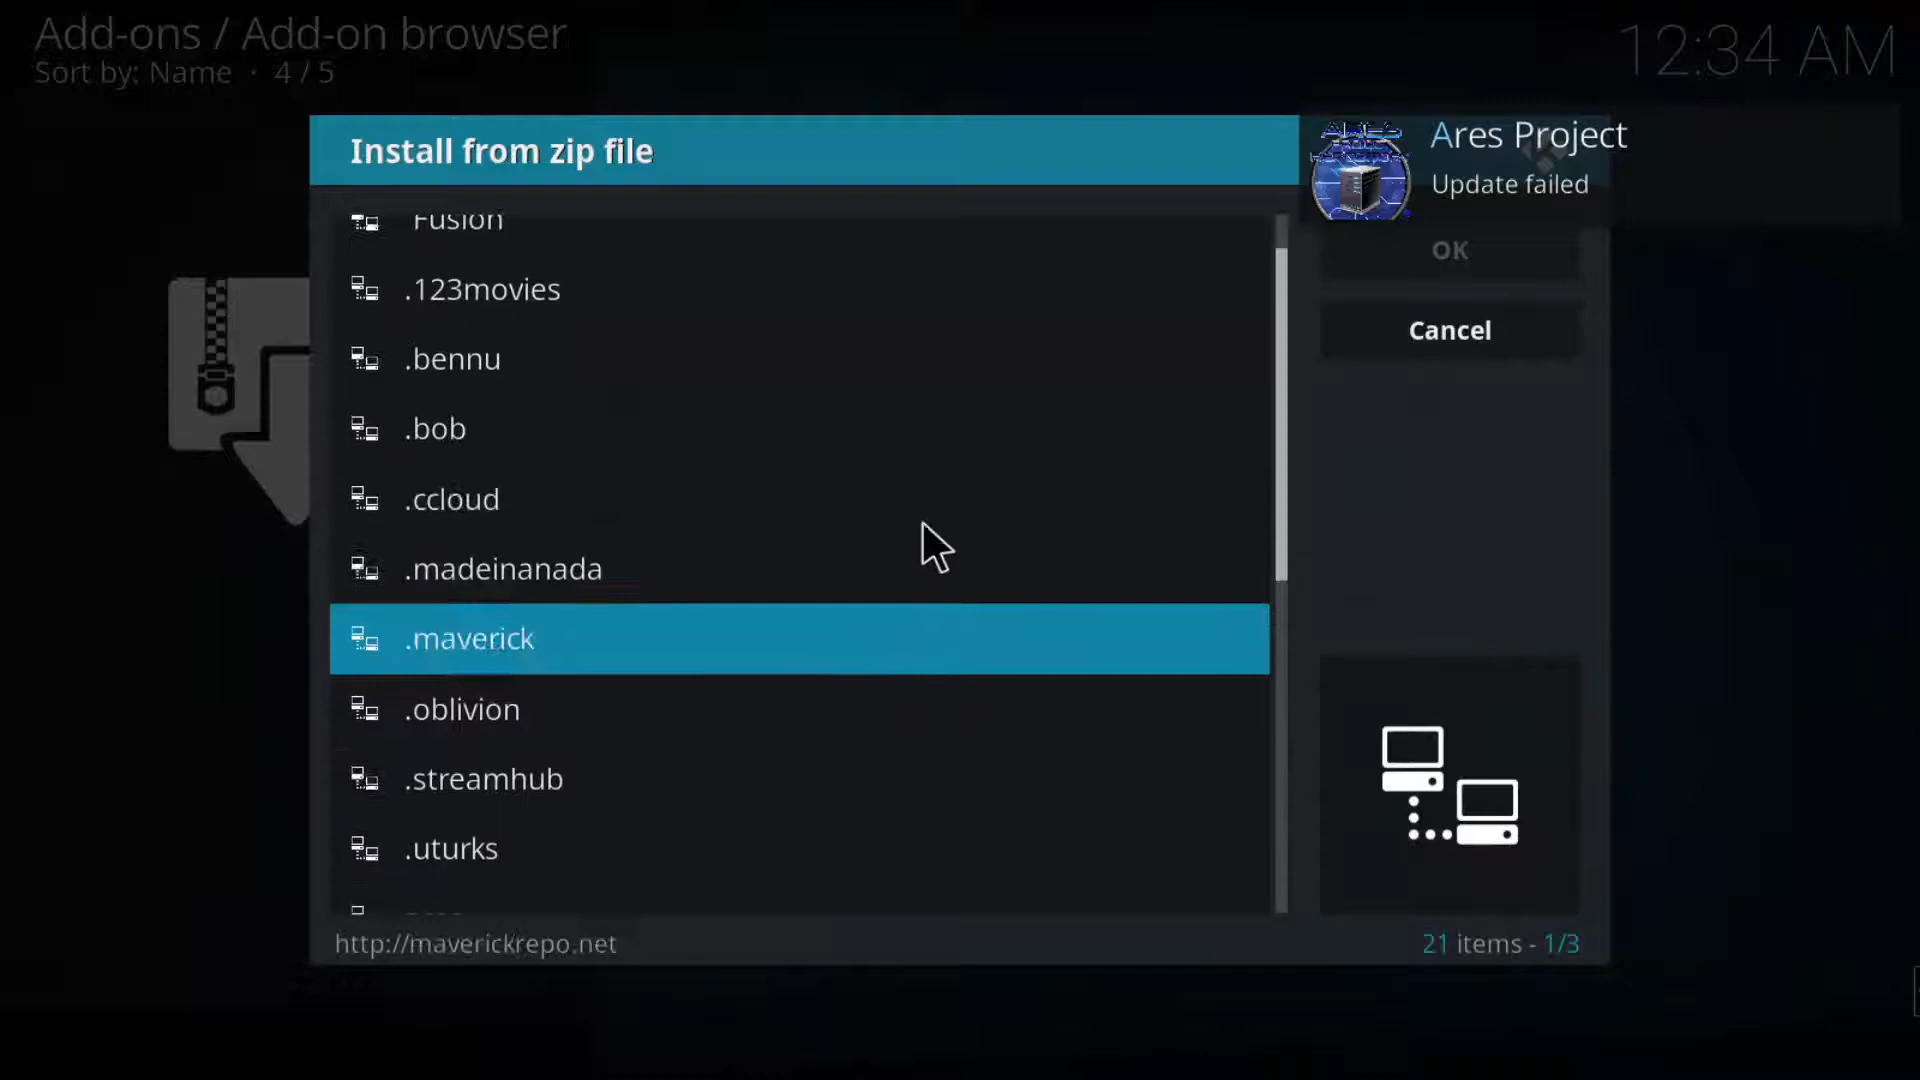 Add-ons / Add-on browser
Sort by: Name · 4 / 5
12:34 AM
Install from zip file
Ares Project
Update failed
Fusion
.123movies
.bennu
.bob
.ccloud
.madeinanada
.maverick
.oblivion
.streamhub
.uturks
OK
Cancel
http://maverickrepo.net
21 items - 1/3